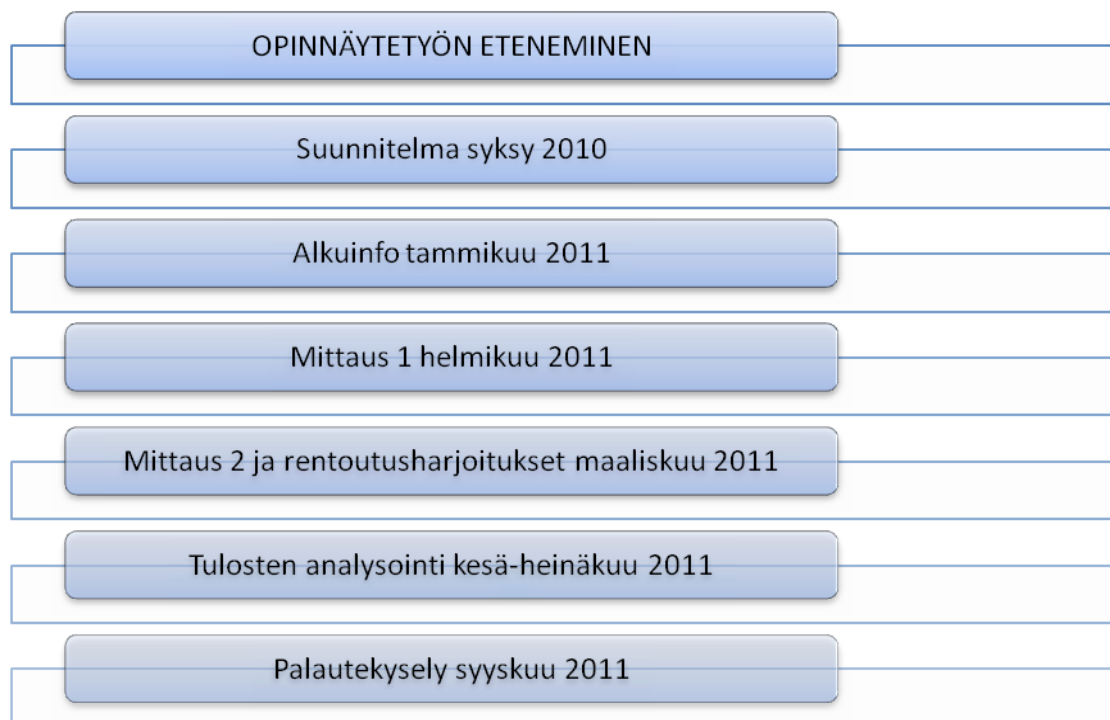 OPINNÄYTETYÖN ETENEMINEN
Suunnitelma syksy 2010
Alkuinfo tammikuu 2011
Mittaus 1 helmikuu 2011
Mittaus 2 ja rentoutusharjoitukset maaliskuu 2011
Tulosten analysointi kesä-heinäkuu 2011
Palautekysely syyskuu 2011